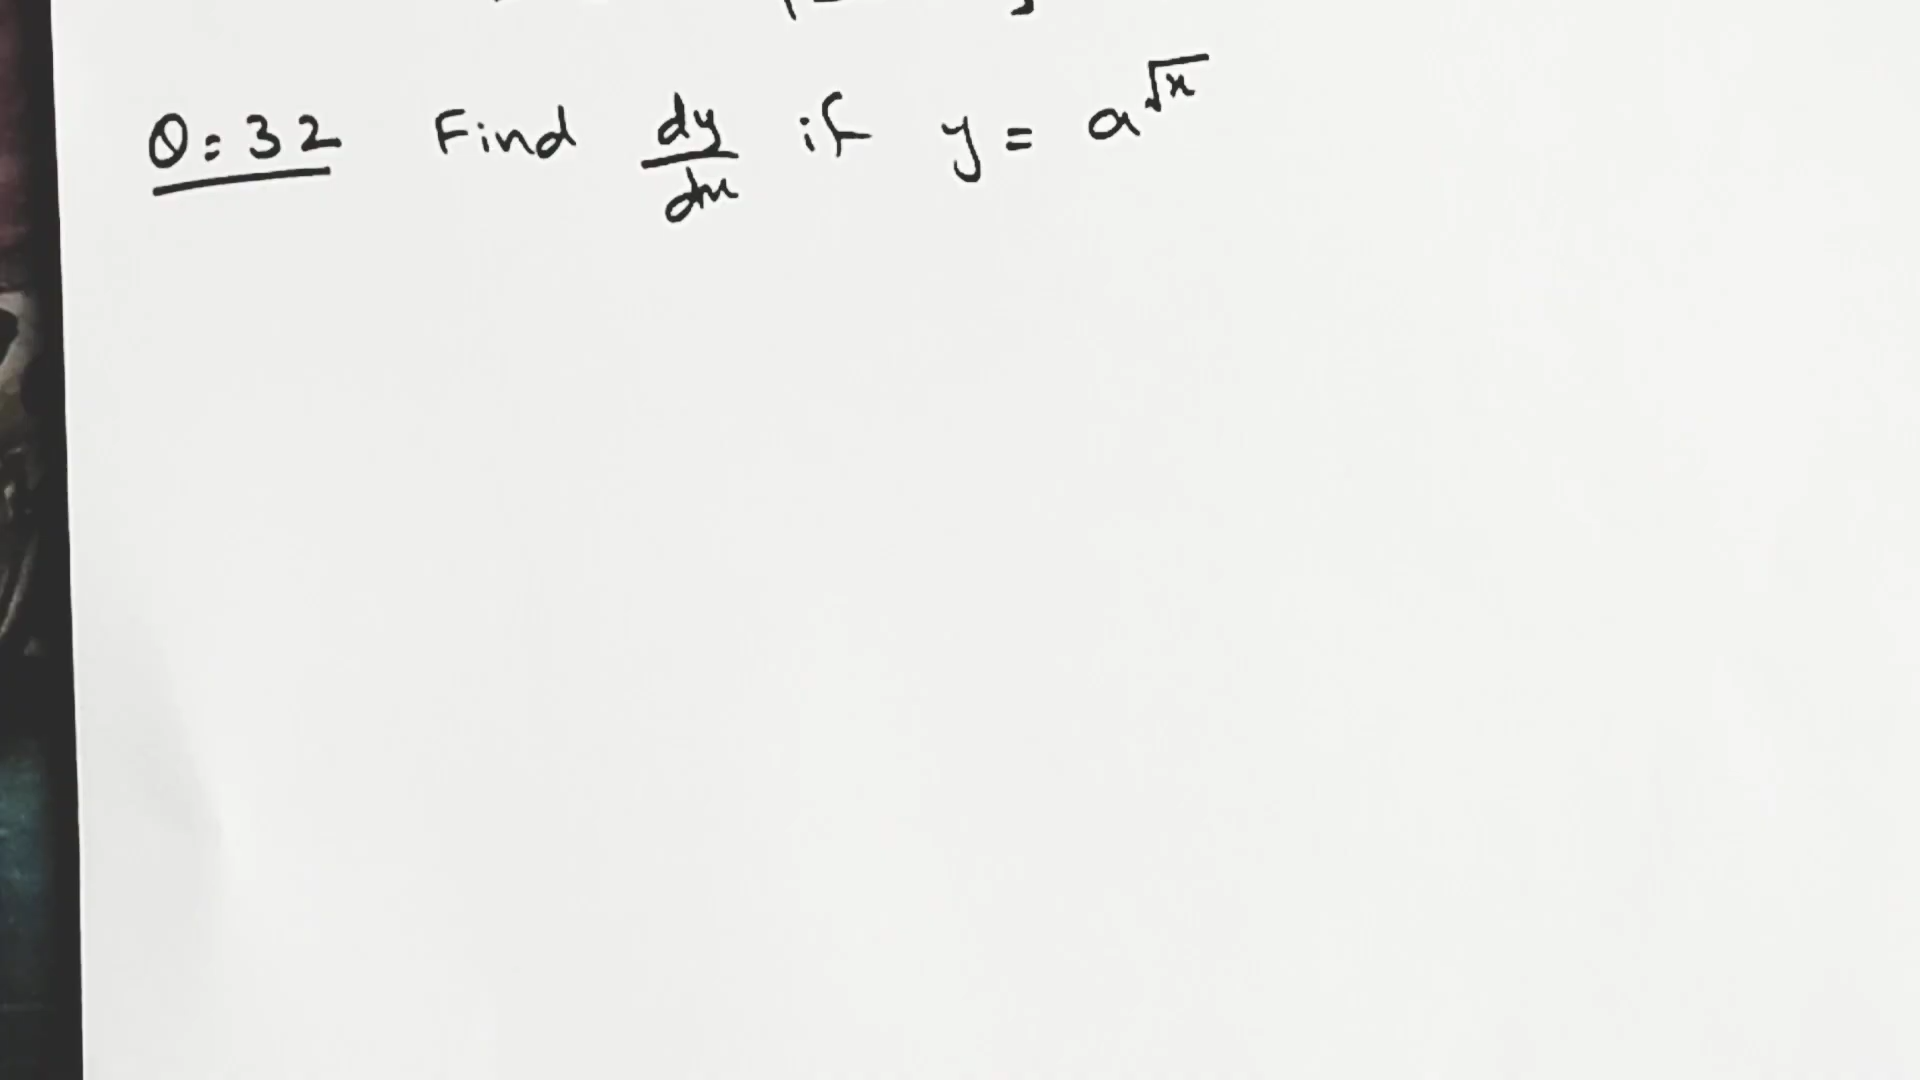 Q:32 Find dy/dx if y = a^√x